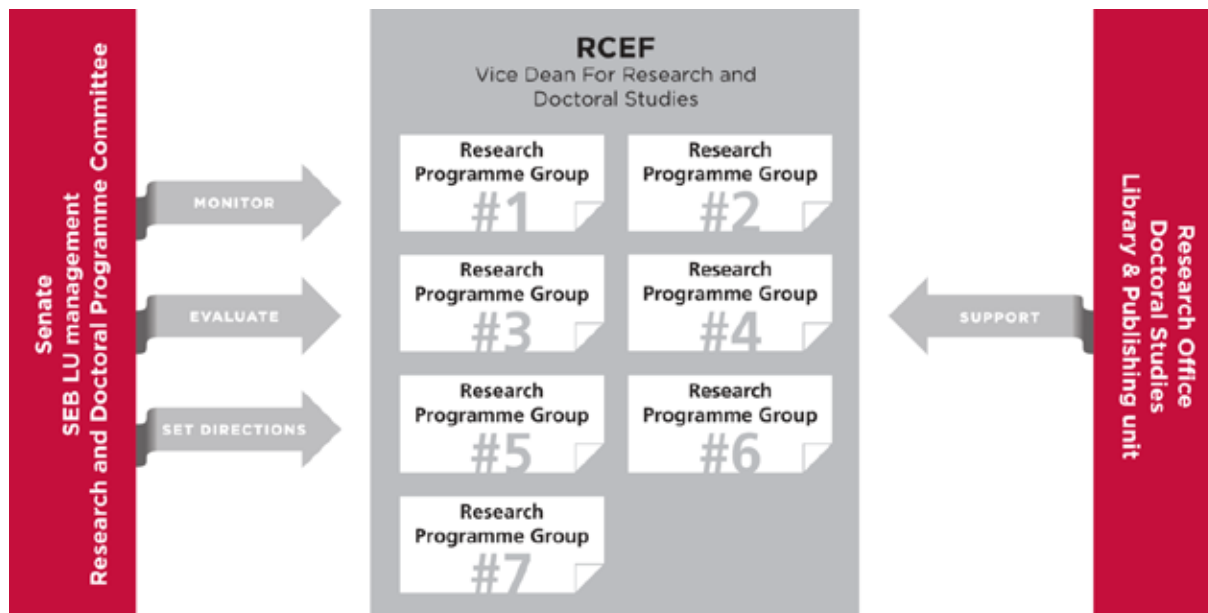 Senate
SEB LU management
Research and Doctoral Programme Committee
MONITOR
EVALUATE
SET DIRECTIONS
RCEF
Vice Dean For Research and
Doctoral Studies
Research
Programme Group
#1
Research
Programme Group
#2
Research
Programme Group
#3
Research
Programme Group
#4
Research
Programme Group
#5
Research
Programme Group
#6
Research
Programme Group
#7
SUPPORT
Research Office
Doctoral Studies
Library & Publishing unit